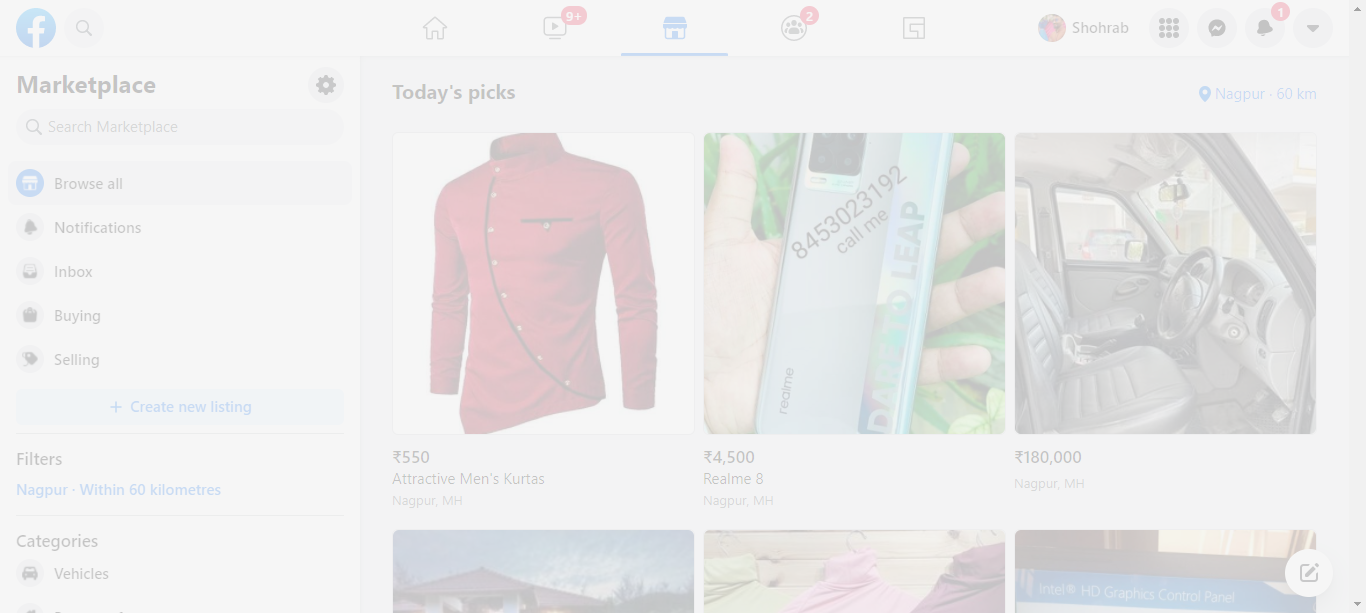 9+
2
1
Shohrab
Marketplace
Search Marketplace
Browse all
Notifications
Inbox
Buying
Selling
+ Create new listing
Filters
Nagpur · Within 60 kilometres
Categories
Vehicles
Today's picks
Nagpur · 60 km
8453023192
call me
realme
DARE TO LEAP
₹550
Attractive Men's Kurtas
Nagpur, MH
₹4,500
Realme 8
Nagpur, MH
₹180,000
Nagpur, MH
Intel® HD Graphics Control Panel